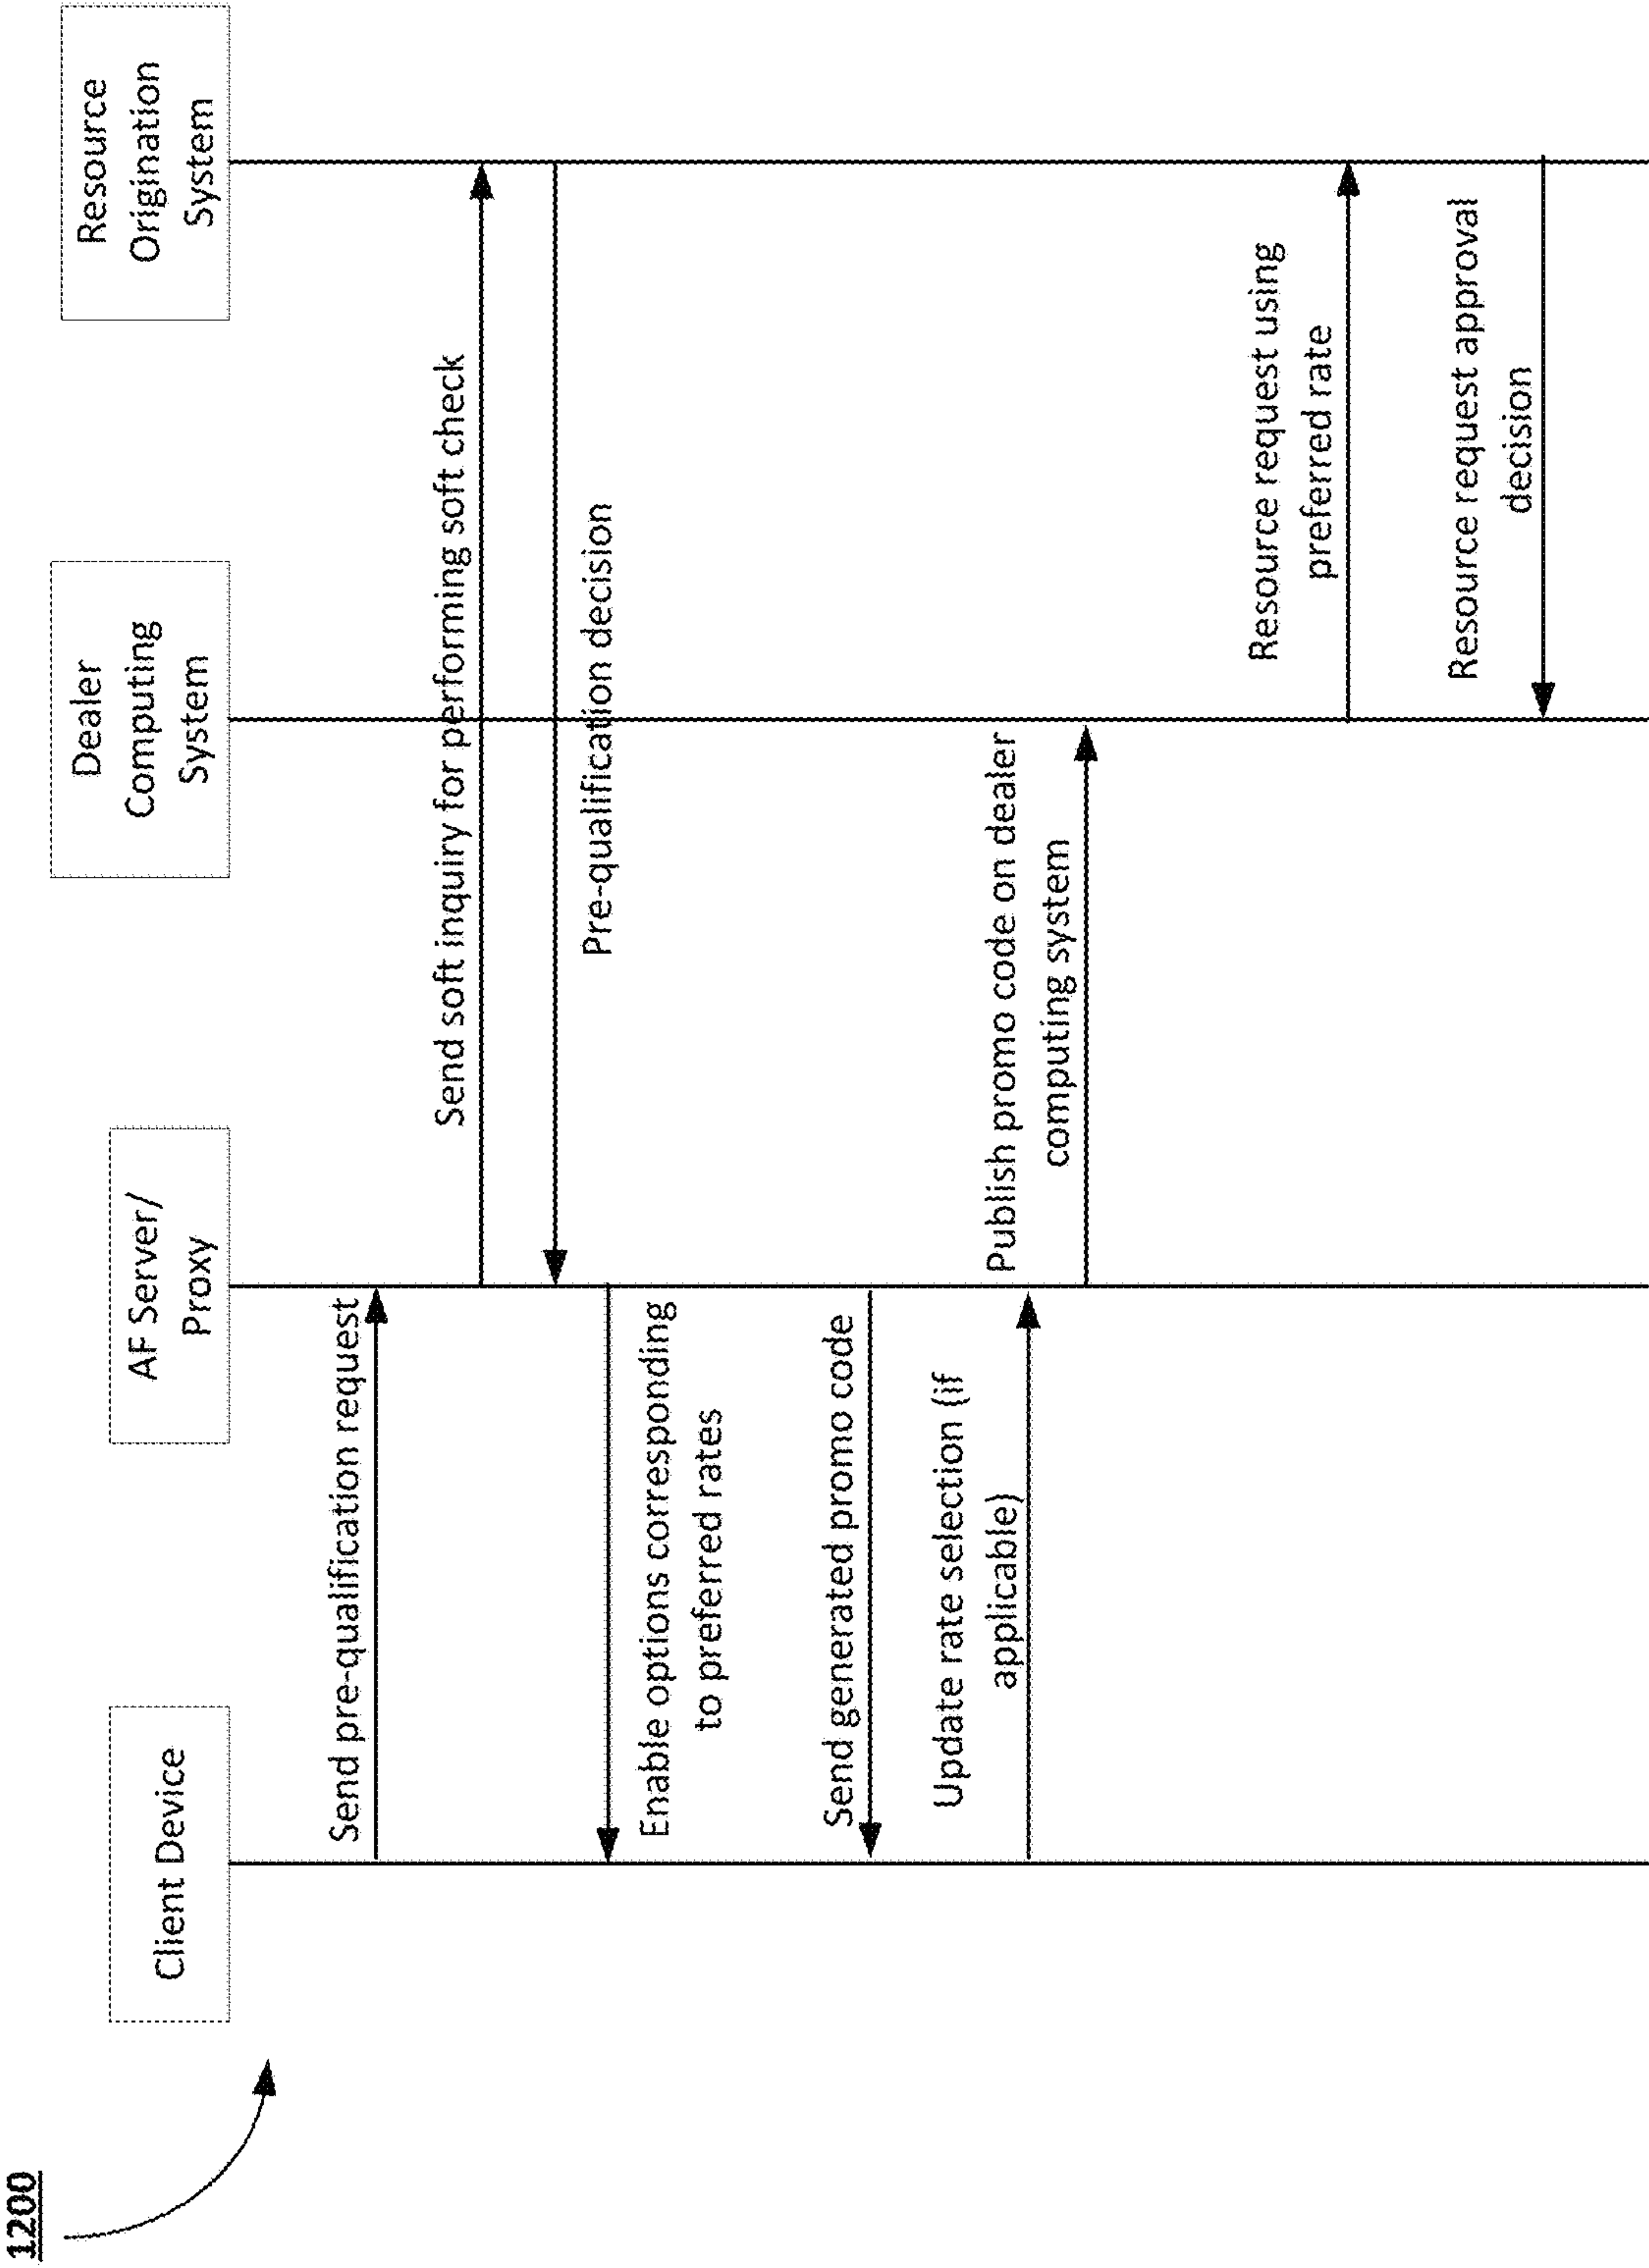 1200
Client Device
AF Server/
Proxy
Dealer
Computing
System
Resource
Origination
System
Send pre-qualification request
Send soft inquiry for performing soft check
Pre-qualification decision
Enable options corresponding
to preferred rates
Send generated promo code
Update rate selection (if
applicable)
Publish promo code on dealer
computing system
Resource request using
preferred rate
Resource request approval
decision